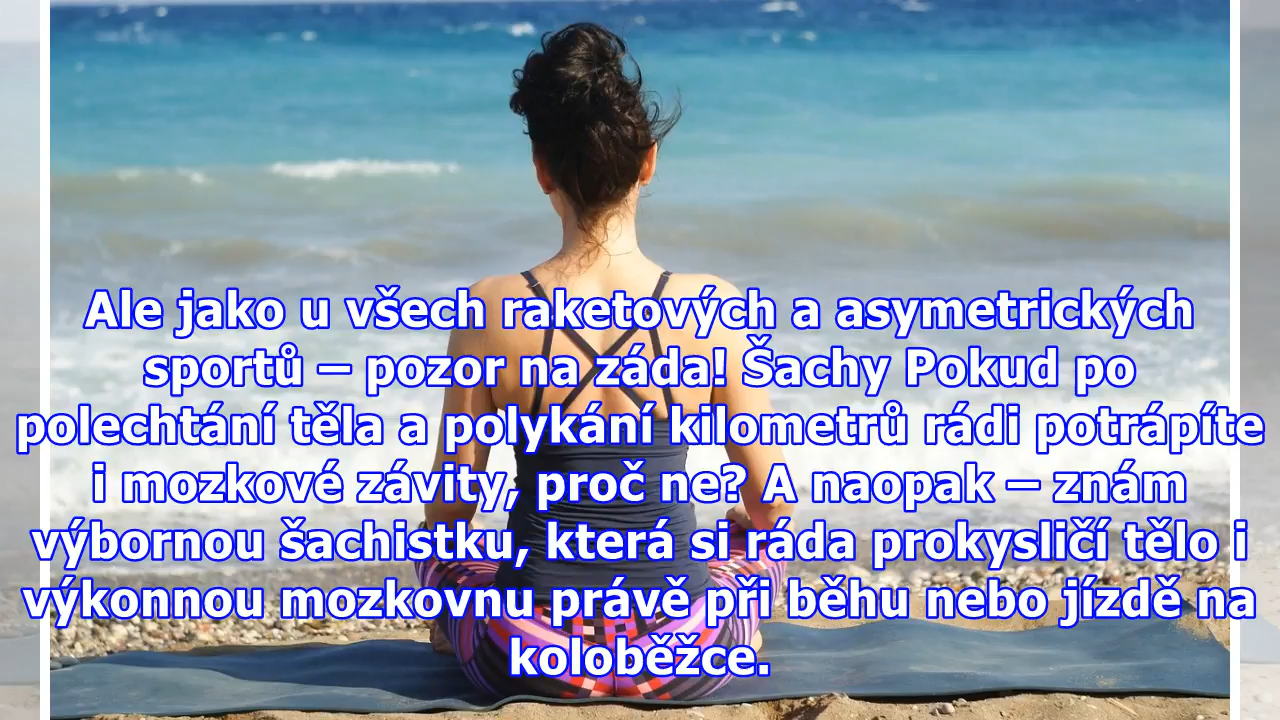 Ale jako u všech raketových a asymetrických
sportů – pozor na záda! Šachy Pokud po
polechtání těla a polykání kilometrů rádi potrápíte
i mozkové závity, proč ne? A naopak – znám
výbornou šachistku, která si ráda prokysličí tělo i
výkonnou mozkovnu právě při běhu nebo jízdě na
koloběžce.